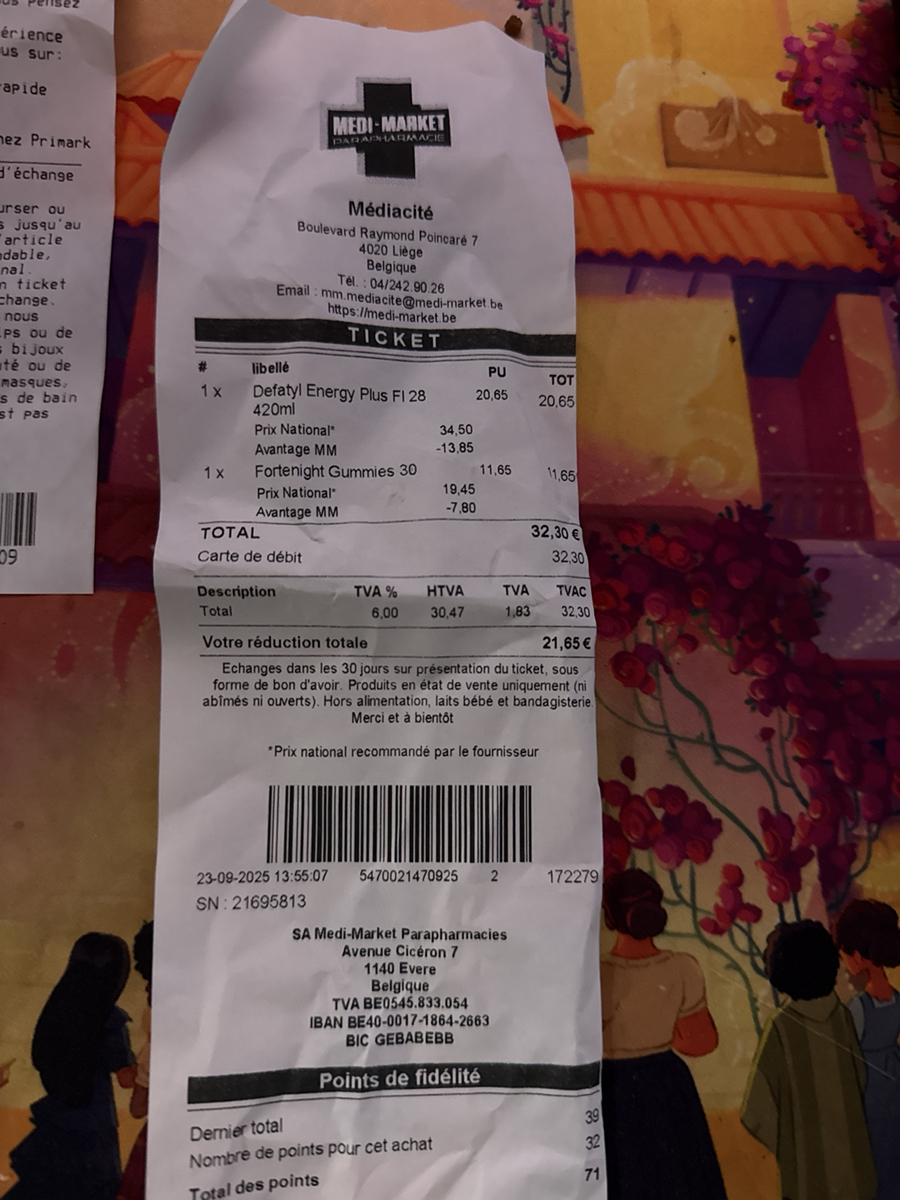 us pensez
érience
us sur:
apide
nez Primark
d'échange
urser ou
s jusqu'au
'article
ndable,
nal.
n ticket
change.
nous
ps ou de
s bijoux
uté ou de
masques,
s de bain
st pas
09
MEDI-MARKET
PARAPHARMACIE
Médiacité
Boulevard Raymond Poincaré 7
4020 Liège
Belgique
Tél. : 04/242.90.26
Email : mm.mediacite@medi-market.be
https://medi-market.be
TICKET
# libellé PU TOT
1 x Defatyl Energy Plus Fl 28 20,65 20,65
420ml
Prix National* 34,50
Avantage MM -13,85
1 x Fortenight Gummies 30 11,65 11,65
Prix National* 19,45
Avantage MM -7,80
TOTAL 32,30 €
Carte de débit 32,30
Description TVA % HTVA TVA TVAC
Total 6,00 30,47 1,83 32,30
Votre réduction totale 21,65 €
Echanges dans les 30 jours sur présentation du ticket, sous
forme de bon d'avoir. Produits en état de vente uniquement (ni
abîmés ni ouverts). Hors alimentation, laits bébé et bandagisterie
Merci et à bientôt
*Prix national recommandé par le fournisseur
23-09-2025 13:55:07 5470021470925 2 172279
SN : 21695813
SA Medi-Market Parapharmacies
Avenue Cicéron 7
1140 Evere
Belgique
TVA BE0545.833.054
IBAN BE40-0017-1864-2663
BIC GEBABEBB
Points de fidélité
Dernier total 39
Nombre de points pour cet achat 32
Total des points 71